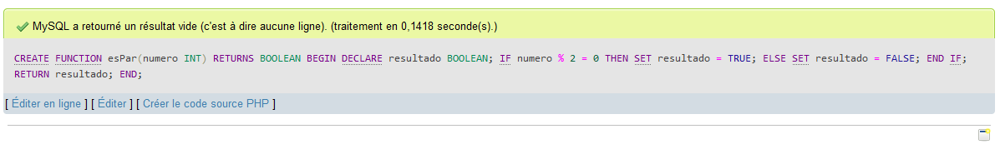 MySQL a retourné un résultat vide (c'est à dire aucune ligne). (traitement en 0,1418 seconde(s).)
CREATE FUNCTION esPar(numero INT) RETURNS BOOLEAN BEGIN DECLARE resultado BOOLEAN; IF numero % 2 = 0 THEN SET resultado = TRUE; ELSE SET resultado = FALSE; END IF;
RETURN resultado; END;
[ Éditer en ligne ] [ Éditer ] [ Créer le code source PHP ]